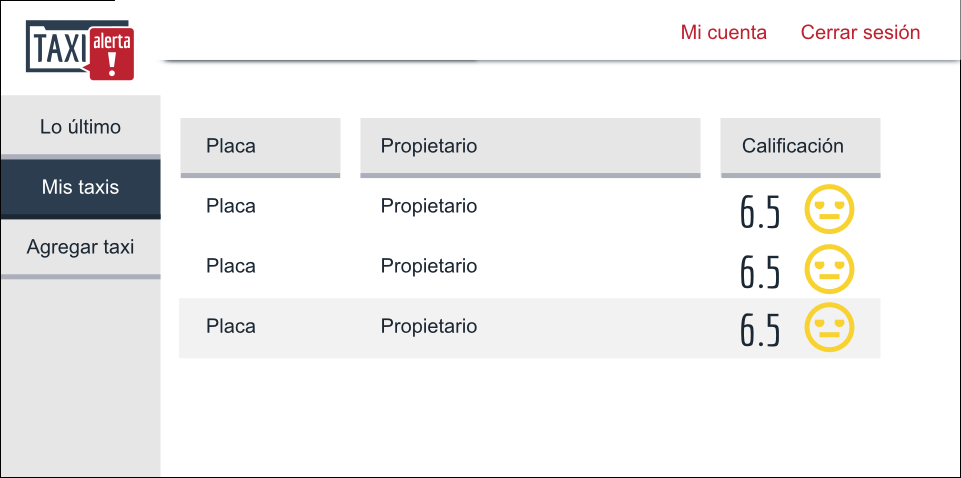 TAXI alerta !
Mi cuenta Cerrar sesión
Lo último
Mis taxis
Agregar taxi
Placa Propietario Calificación
Placa Propietario 6.5
Placa Propietario 6.5
Placa Propietario 6.5